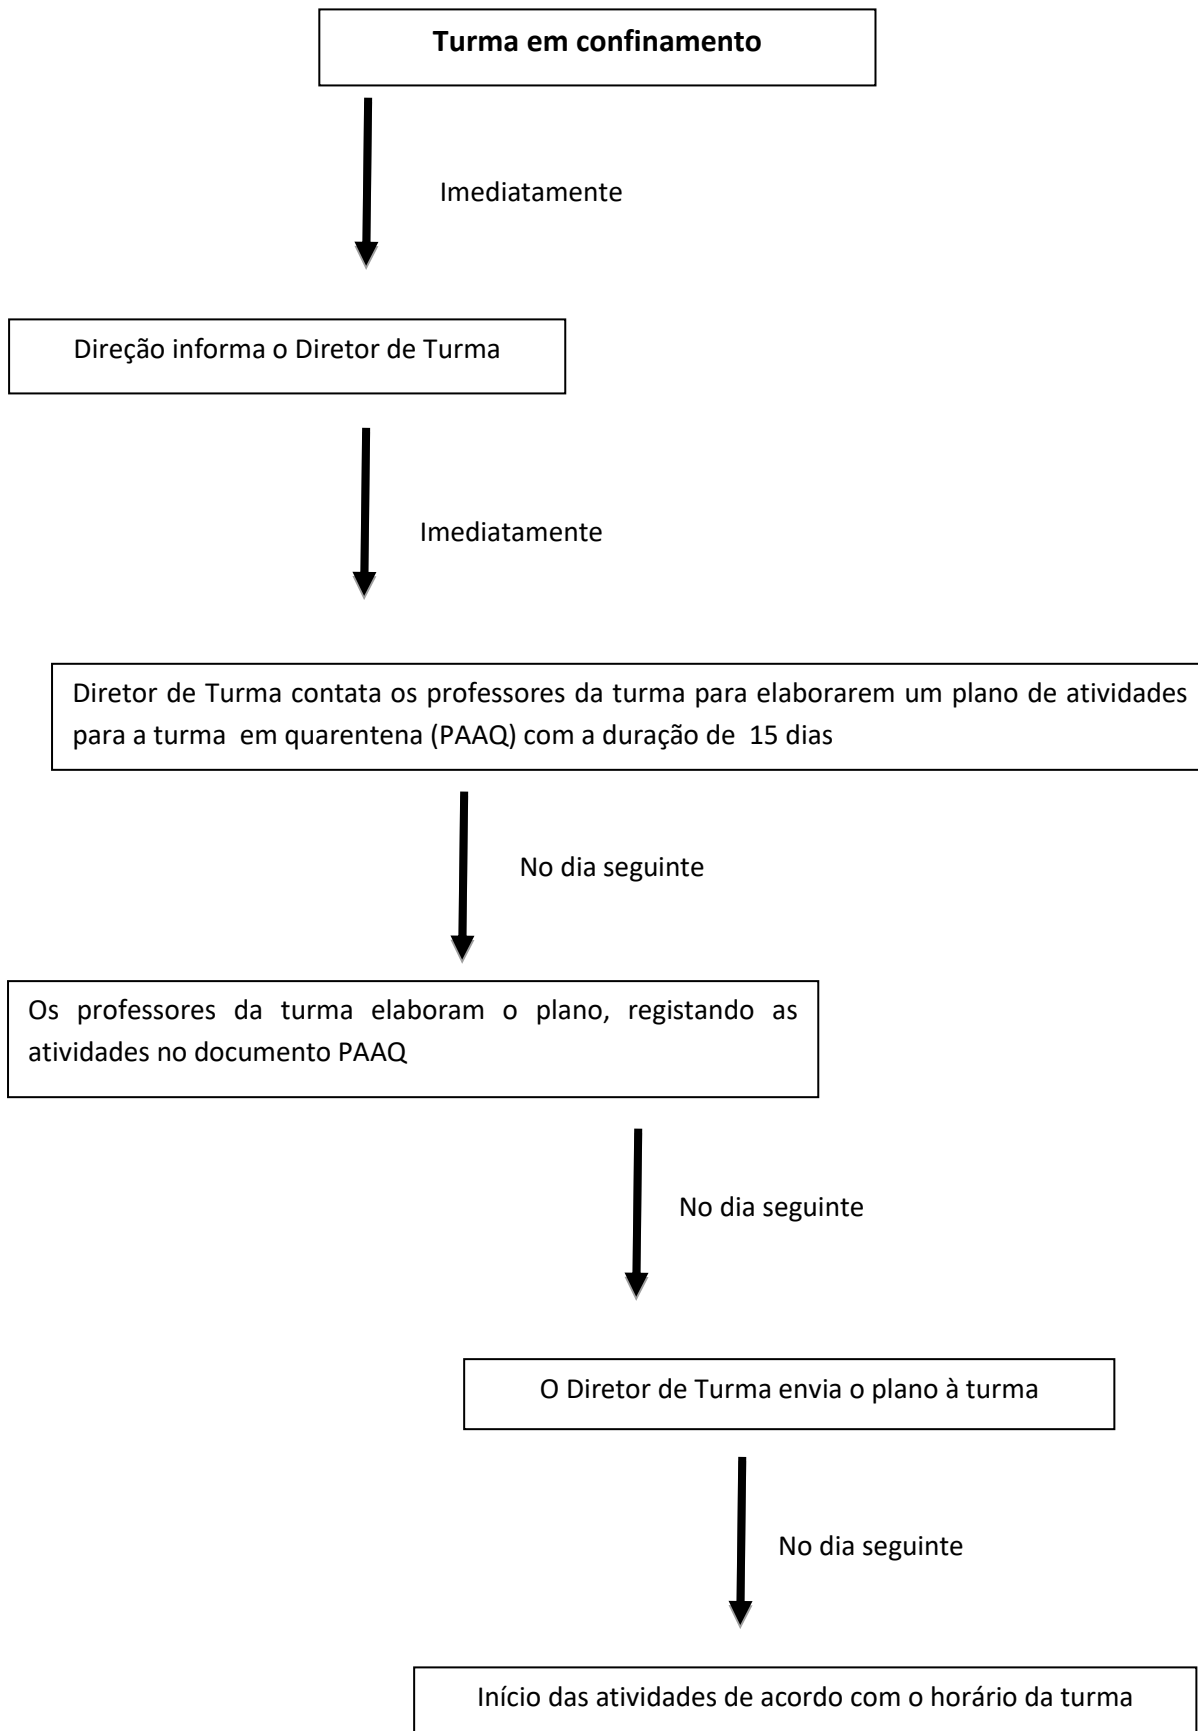 Turma em confinamento
Imediatamente
Direção informa o Diretor de Turma
Imediatamente
Diretor de Turma contata os professores da turma para elaborarem um plano de atividades
para a turma em quarentena (PAAQ) com a duração de 15 dias
No dia seguinte
Os professores da turma elaboram o plano, registando as
atividades no documento PAAQ
No dia seguinte
O Diretor de Turma envia o plano à turma
No dia seguinte
Início das atividades de acordo com o horário da turma